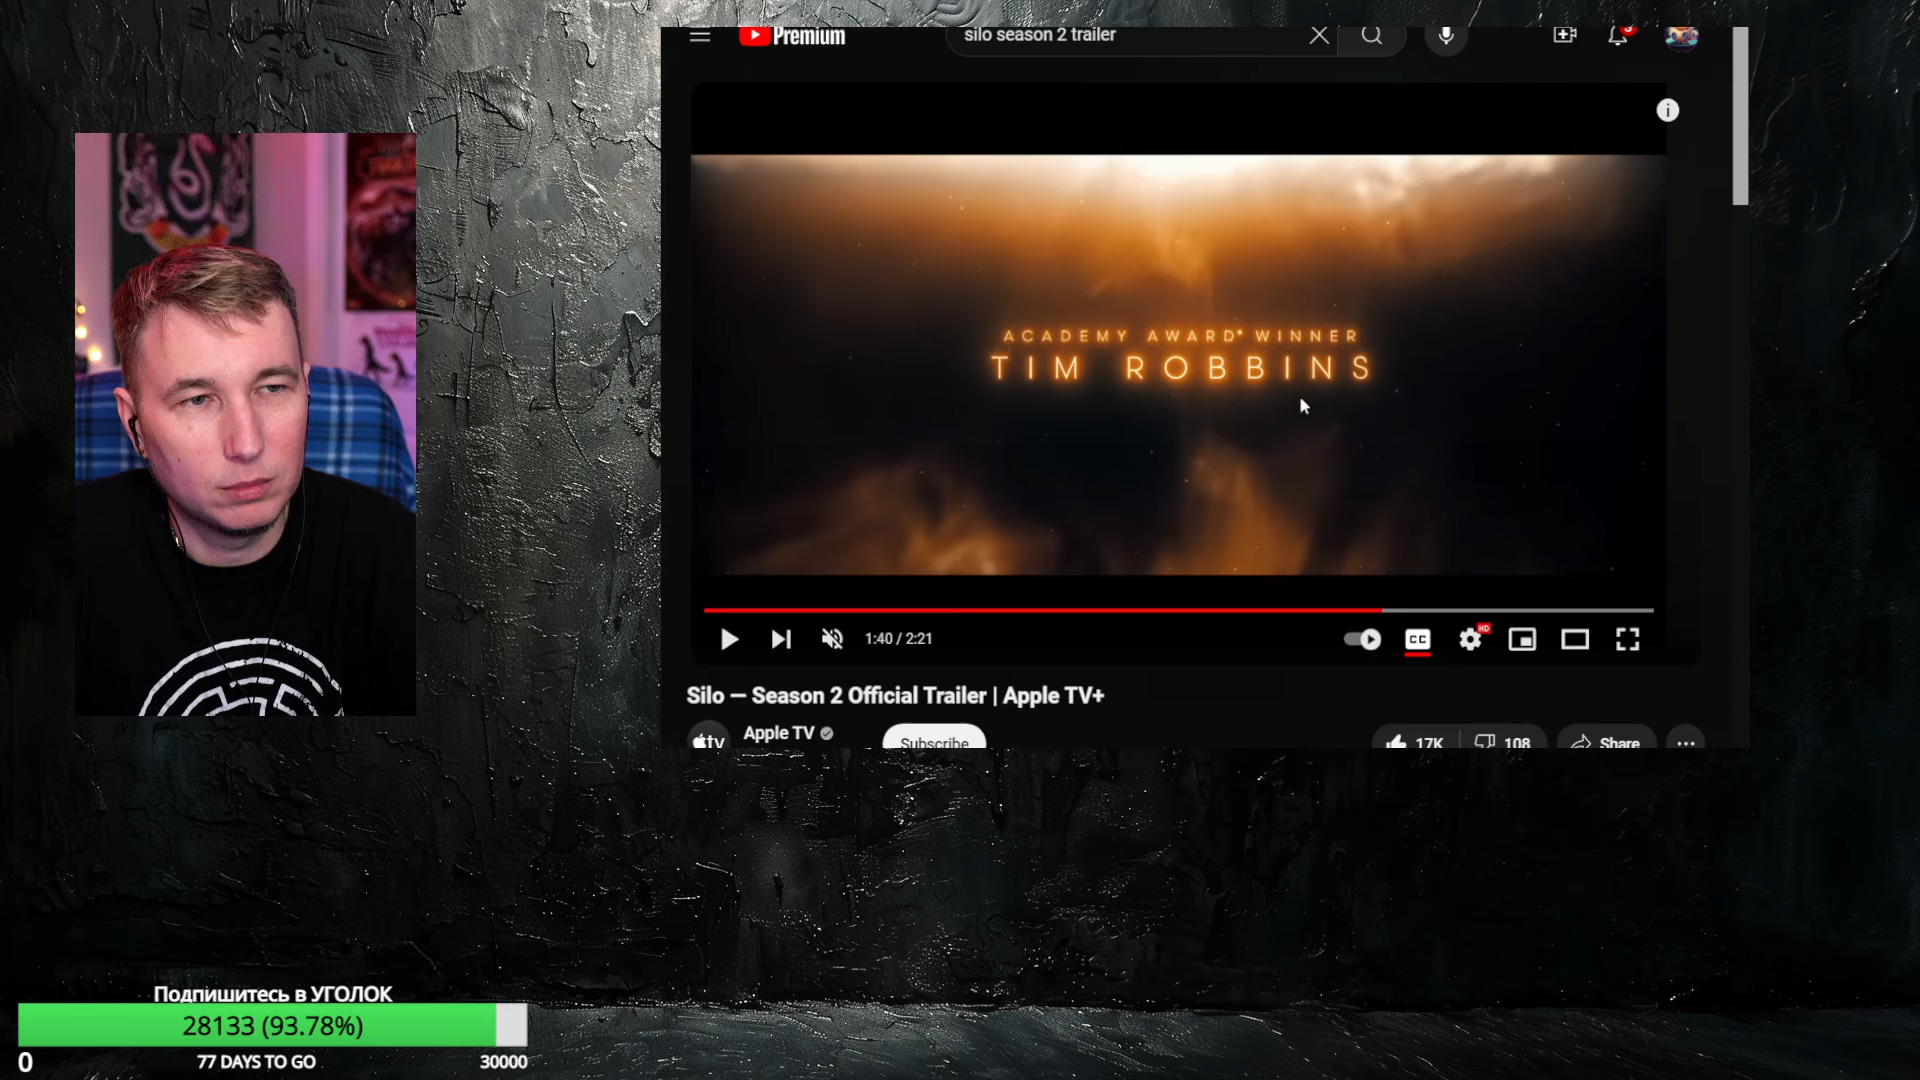 Premium
silo season 2 trailer
ACADEMY AWARD® WINNER
TIM ROBBINS
1:40 / 2:21
CC
HD
Silo — Season 2 Official Trailer | Apple TV+
tv
Apple TV
Subscribe
17K
108
Share
Подпишитесь в УГОЛОК
28133 (93.78%)
0
77 DAYS TO GO
30000